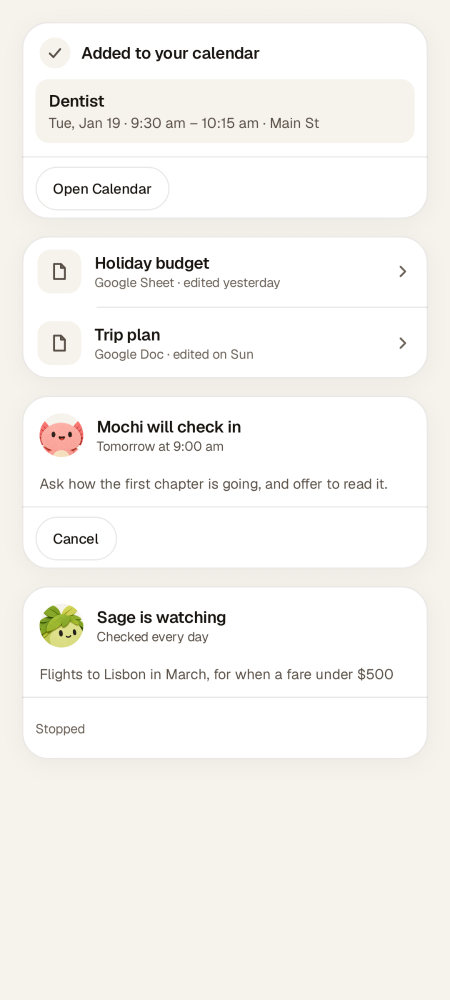 Added to your calendar
Dentist
Tue, Jan 19 · 9:30 am – 10:15 am · Main St
Open Calendar
Holiday budget
Google Sheet · edited yesterday
Trip plan
Google Doc · edited on Sun
Mochi will check in
Tomorrow at 9:00 am
Ask how the first chapter is going, and offer to read it.
Cancel
Sage is watching
Checked every day
Flights to Lisbon in March, for when a fare under $500
Stopped